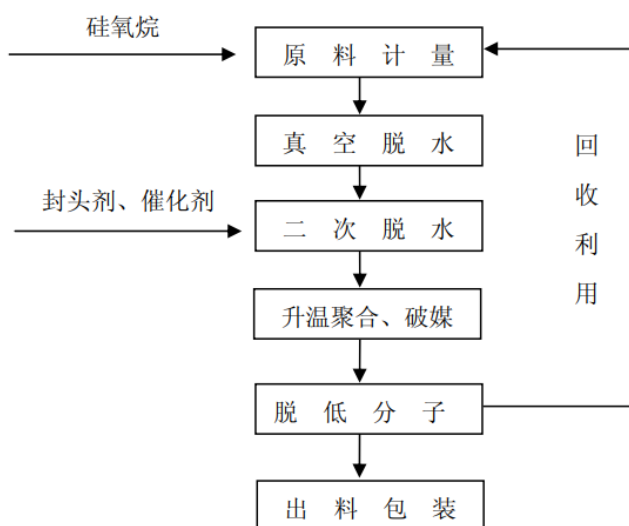 硅氧烷
原料计量
真空脱水
封头剂、催化剂
二次脱水
升温聚合、破媒
脱低分子
出料包装
回收利用